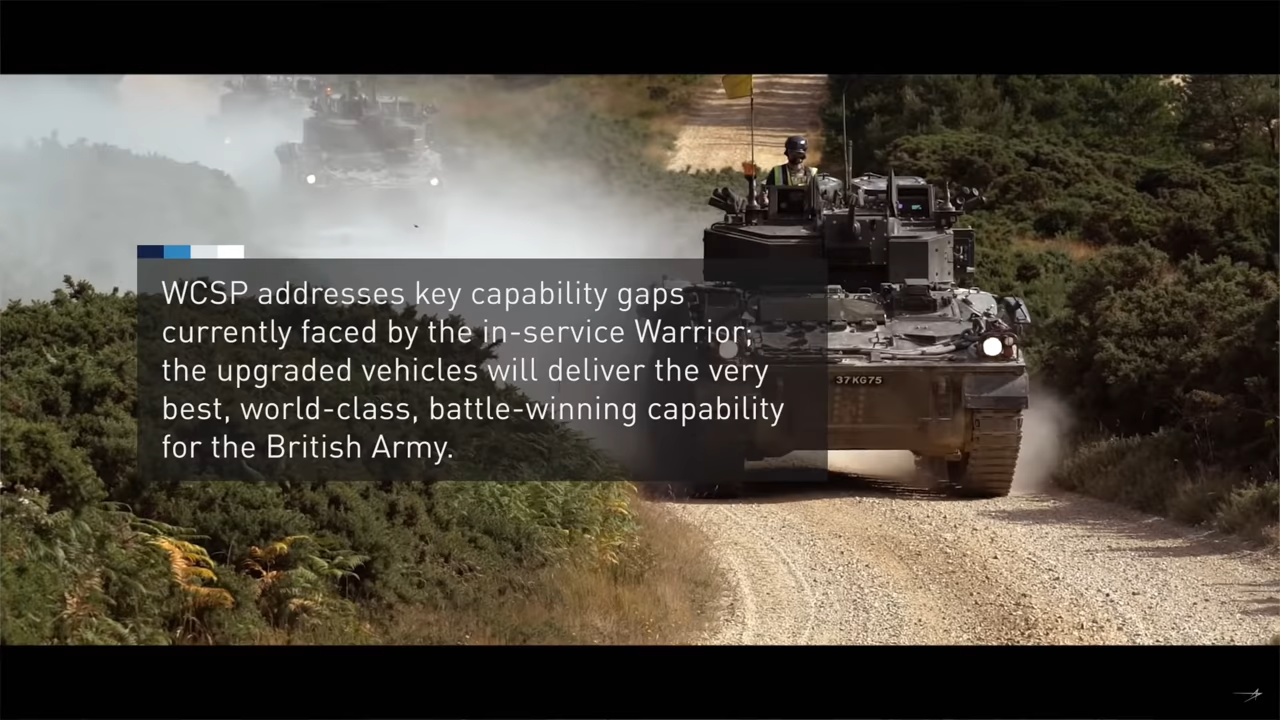 WCSP addresses key capability gaps
currently faced by the in-service Warrior;
the upgraded vehicles will deliver the very
best, world-class, battle-winning capability
for the British Army.
37KG75